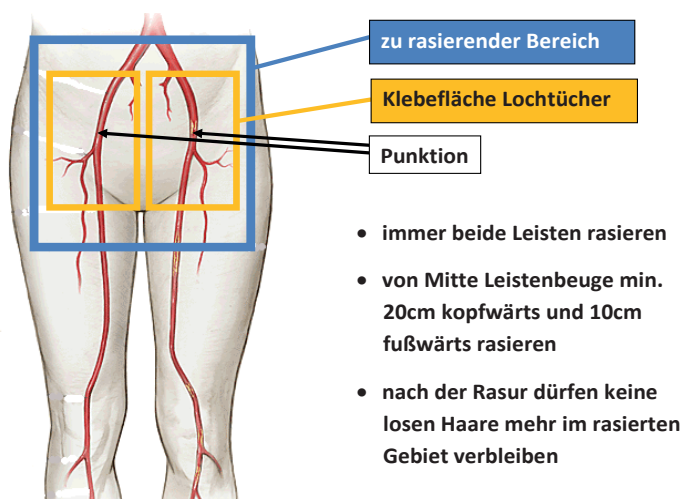 zu rasierender Bereich
Klebefläche Lochtücher
Punktion
• immer beide Leisten rasieren
• von Mitte Leistenbeuge min.
20cm kopfwärts und 10cm
fußwärts rasieren
• nach der Rasur dürfen keine
losen Haare mehr im rasierten
Gebiet verbleiben